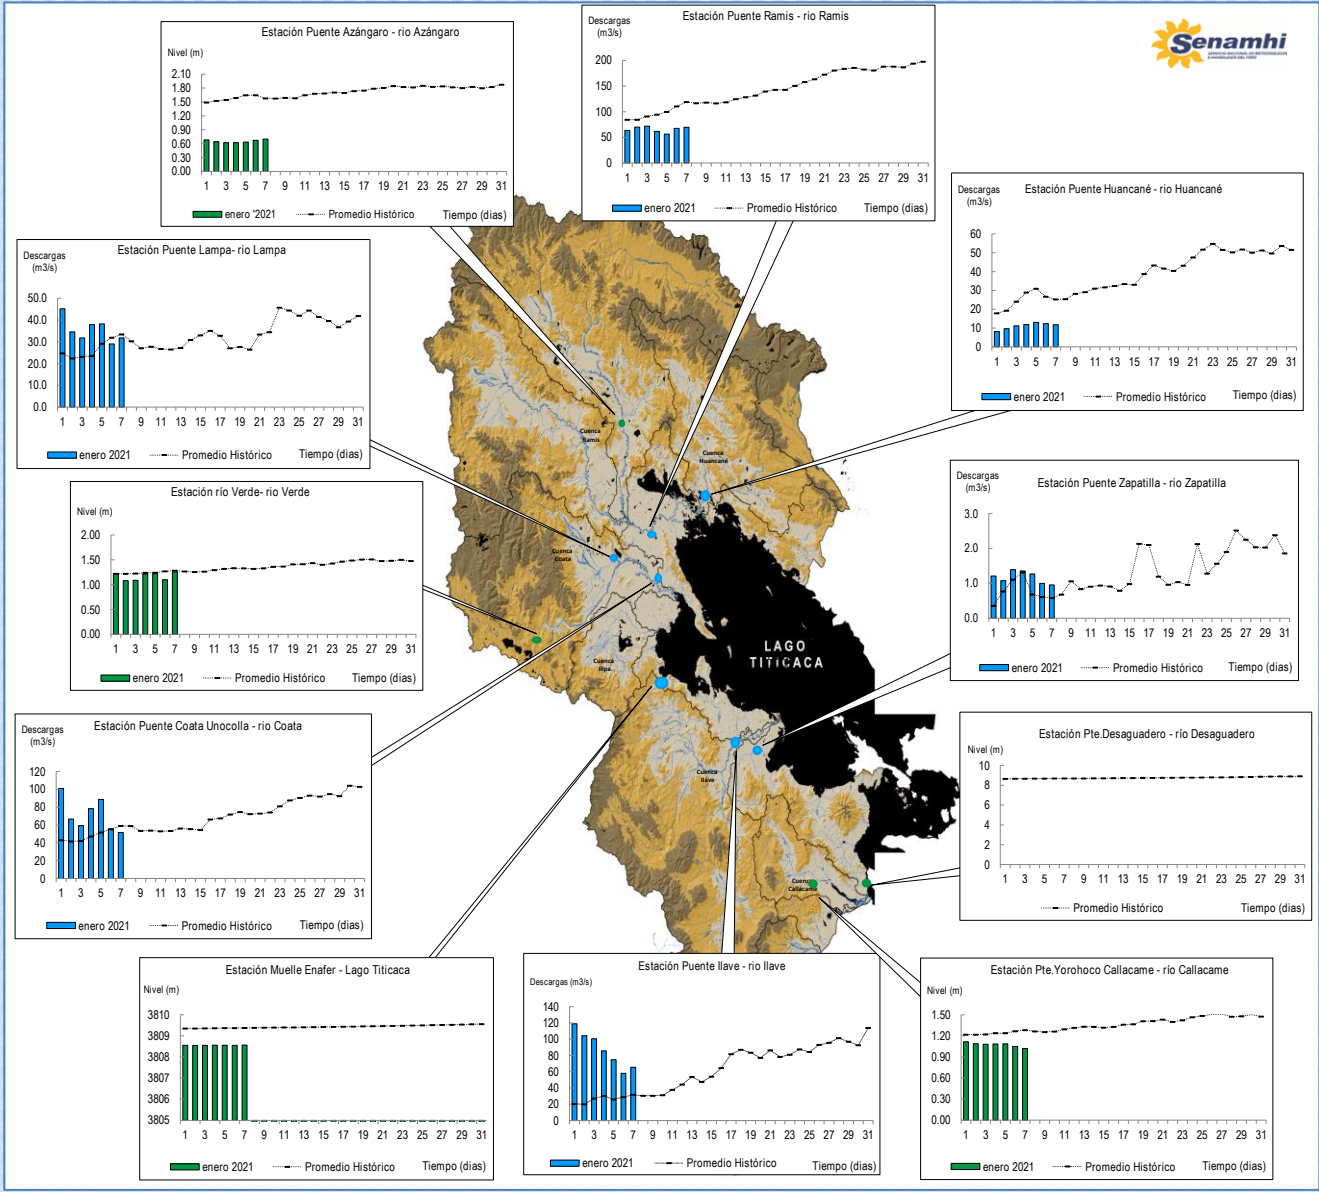 Estación Puente Azángaro - rio Azángaro
Nivel (m)
2.10
1.80
1.50
1.20
0.90
0.60
0.30
0.00
1 3 5 7 9 11 13 15 17 19 21 23 25 27 29 31
enero '2021 Promedio Histórico Tiempo (dias)
Estación Puente Ramis - rio Ramis
Descargas
(m3/s)
200
150
100
50
0
1 3 5 7 9 11 13 15 17 19 21 23 25 27 29 31
enero 2021 Promedio Histórico Tiempo (dias)
Senamhi
Estación Puente Huancané - rio Huancané
Descargas
(m3/s)
60
50
40
30
20
10
0
1 3 5 7 9 11 13 15 17 19 21 23 25 27 29 31
enero 2021 Promedio Histórico Tiempo (dias)
Estación Puente Lampa- rio Lampa
Descargas
(m3/s)
50.0
40.0
30.0
20.0
10.0
0.0
1 3 5 7 9 11 13 15 17 19 21 23 25 27 29 31
enero 2021 Promedio Histórico Tiempo (dias)
Estación río Verde- rio Verde
Nivel (m)
2.00
1.50
1.00
0.50
0.00
1 3 5 7 9 11 13 15 17 19 21 23 25 27 29 31
enero 2021 Promedio Histórico Tiempo (dias)
Estación Puente Zapatilla - rio Zapatilla
Descargas
(m3/s)
3.0
2.0
1.0
0.0
1 3 5 7 9 11 13 15 17 19 21 23 25 27 29 31
enero 2021 Promedio Histórico Tiempo (dias)
Cuenca
Ramis
Cuenca
Huancané
Cuenca
Coata
Cuenca
Illpa
LAGO
TITICACA
Cuenca
Ilave
Cuenca
Callacame
Estación Puente Coata Unocolla - rio Coata
Descargas
(m3/s)
120
100
80
60
40
20
0
1 3 5 7 9 11 13 15 17 19 21 23 25 27 29 31
enero 2021 Promedio Histórico Tiempo (dias)
Estación Pte.Desaguadero - río Desaguadero
Nivel (m)
10
8
6
4
2
0
1 3 5 7 9 11 13 15 17 19 21 23 25 27 29 31
Promedio Histórico Tiempo (dias)
Estación Muelle Enafer - Lago Titicaca
Nivel (m)
3810
3809
3808
3807
3806
3805
1 3 5 7 9 11 13 15 17 19 21 23 25 27 29 31
enero 2021 Promedio Histórico Tiempo (dias)
Estación Puente Ilave - rio Ilave
Descargas (m3/s)
140
120
100
80
60
40
20
0
1 3 5 7 9 11 13 15 17 19 21 23 25 27 29 31
enero 2021 Promedio Histórico Tiempo (dias)
Estación Pte.Yorohoco Callacame - río Callacame
Nivel (m)
1.50
1.20
0.90
0.60
0.30
0.00
1 3 5 7 9 11 13 15 17 19 21 23 25 27 29 31
enero 2021 Promedio Histórico Tiempo (dias)